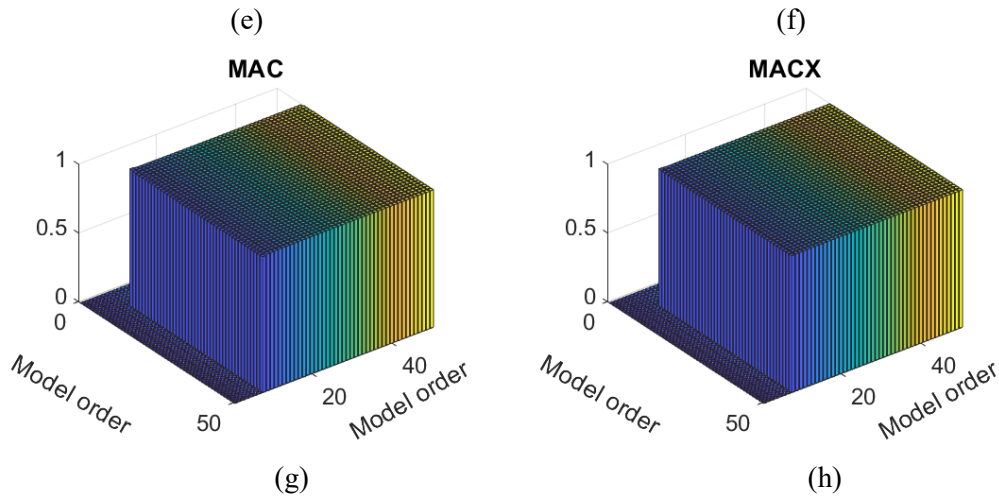 (e) (f)
MAC MACX
1 1
0.5 0.5
0 0
0 0
40 40
20 20
50 50
Model order Model order Model order Model order
(g) (h)